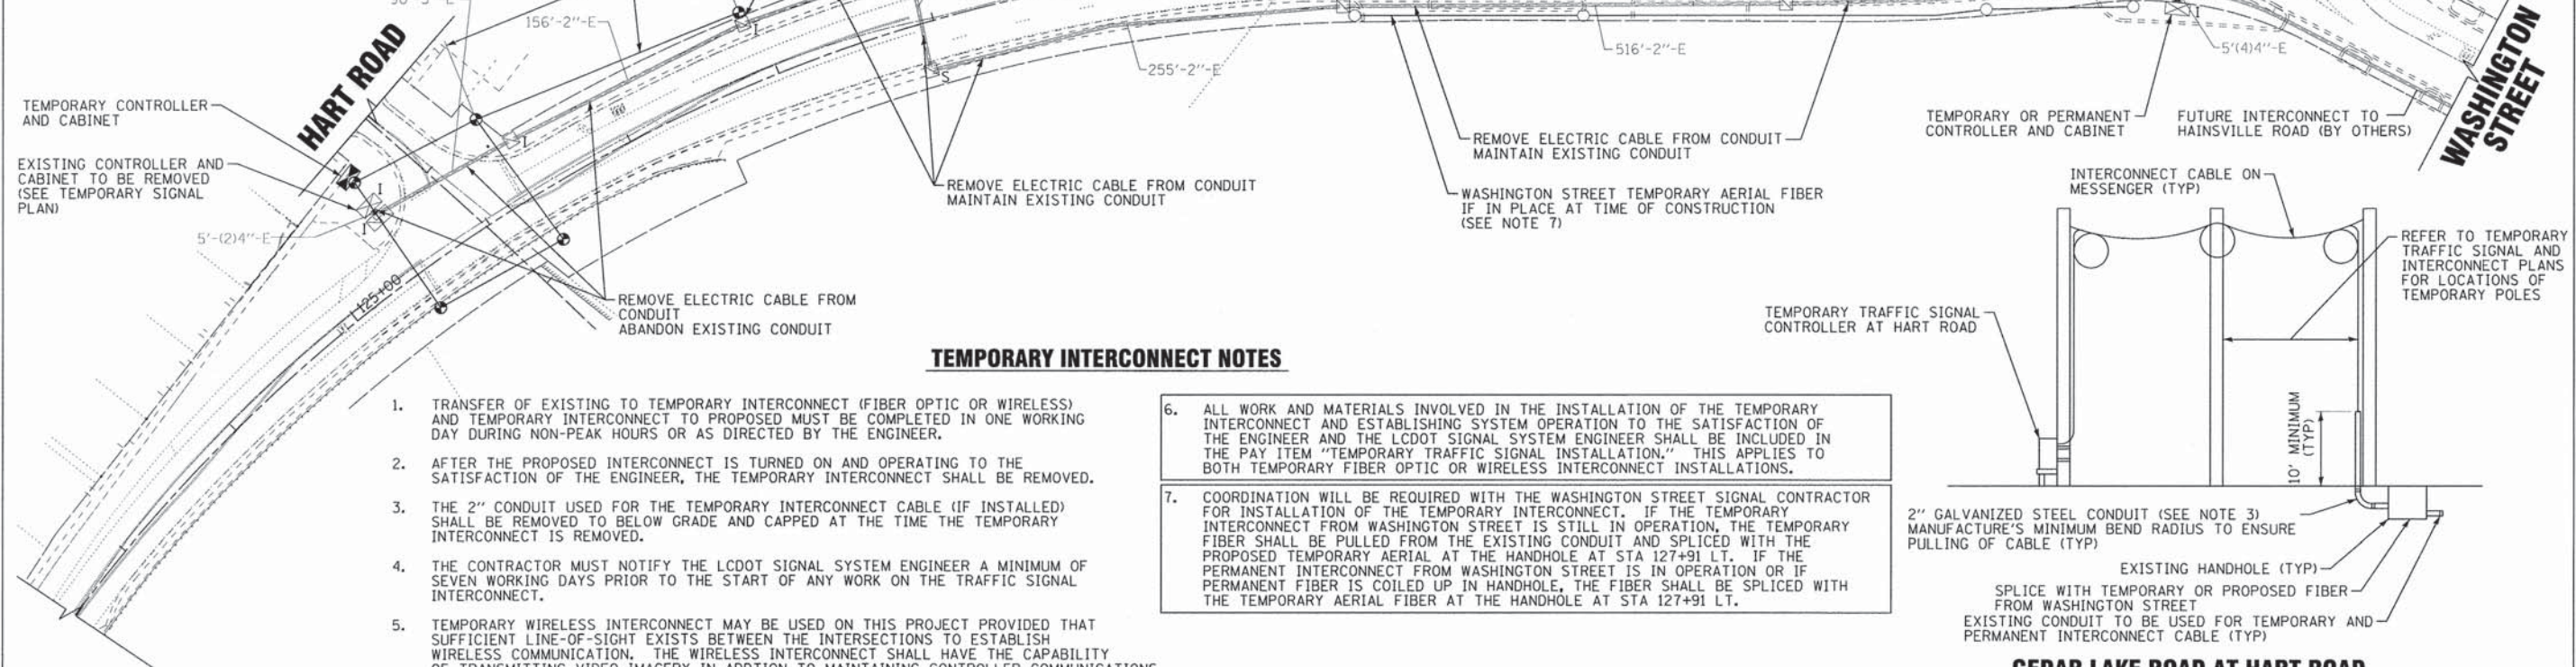 156'-2"-E
HART ROAD
TEMPORARY CONTROLLER
AND CABINET
EXISTING CONTROLLER AND
CABINET TO BE REMOVED
(SEE TEMPORARY SIGNAL
PLAN)
I
I
I
I
S
I
5'-(2)4"-E
125+00
REMOVE ELECTRIC CABLE FROM
CONDUIT
ABANDON EXISTING CONDUIT
255'-2"-E
REMOVE ELECTRIC CABLE FROM CONDUIT
MAINTAIN EXISTING CONDUIT
516'-2"-E
REMOVE ELECTRIC CABLE FROM CONDUIT
MAINTAIN EXISTING CONDUIT
WASHINGTON STREET TEMPORARY AERIAL FIBER
IF IN PLACE AT TIME OF CONSTRUCTION
(SEE NOTE 7)
5'(4)4"-E
TEMPORARY OR PERMANENT
CONTROLLER AND CABINET
FUTURE INTERCONNECT TO
HAINSVILLE ROAD (BY OTHERS)
WASHINGTON
STREET
TEMPORARY INTERCONNECT NOTES
1. TRANSFER OF EXISTING TO TEMPORARY INTERCONNECT (FIBER OPTIC OR WIRELESS)
AND TEMPORARY INTERCONNECT TO PROPOSED MUST BE COMPLETED IN ONE WORKING
DAY DURING NON-PEAK HOURS OR AS DIRECTED BY THE ENGINEER.
2. AFTER THE PROPOSED INTERCONNECT IS TURNED ON AND OPERATING TO THE
SATISFACTION OF THE ENGINEER, THE TEMPORARY INTERCONNECT SHALL BE REMOVED.
3. THE 2" CONDUIT USED FOR THE TEMPORARY INTERCONNECT CABLE (IF INSTALLED)
SHALL BE REMOVED TO BELOW GRADE AND CAPPED AT THE TIME THE TEMPORARY
INTERCONNECT IS REMOVED.
4. THE CONTRACTOR MUST NOTIFY THE LCDOT SIGNAL SYSTEM ENGINEER A MINIMUM OF
SEVEN WORKING DAYS PRIOR TO THE START OF ANY WORK ON THE TRAFFIC SIGNAL
INTERCONNECT.
5. TEMPORARY WIRELESS INTERCONNECT MAY BE USED ON THIS PROJECT PROVIDED THAT
SUFFICIENT LINE-OF-SIGHT EXISTS BETWEEN THE INTERSECTIONS TO ESTABLISH
WIRELESS COMMUNICATION. THE WIRELESS INTERCONNECT SHALL HAVE THE CAPABILITY
OF TRANSMITTING VIDEO IMAGERY IN ADDTION TO MAINTAINING CONTROLLER COMMUNICATIONS
6. ALL WORK AND MATERIALS INVOLVED IN THE INSTALLATION OF THE TEMPORARY
INTERCONNECT AND ESTABLISHING SYSTEM OPERATION TO THE SATISFACTION OF
THE ENGINEER AND THE LCDOT SIGNAL SYSTEM ENGINEER SHALL BE INCLUDED IN
THE PAY ITEM "TEMPORARY TRAFFIC SIGNAL INSTALLATION." THIS APPLIES TO
BOTH TEMPORARY FIBER OPTIC OR WIRELESS INTERCONNECT INSTALLATIONS.
7. COORDINATION WILL BE REQUIRED WITH THE WASHINGTON STREET SIGNAL CONTRACTOR
FOR INSTALLATION OF THE TEMPORARY INTERCONNECT. IF THE TEMPORARY
INTERCONNECT FROM WASHINGTON STREET IS STILL IN OPERATION, THE TEMPORARY
FIBER SHALL BE PULLED FROM THE EXISTING CONDUIT AND SPLICED WITH THE
PROPOSED TEMPORARY AERIAL AT THE HANDHOLE AT STA 127+91 LT. IF THE
PERMANENT INTERCONNECT FROM WASHINGTON STREET IS IN OPERATION OR IF
PERMANENT FIBER IS COILED UP IN HANDHOLE, THE FIBER SHALL BE SPLICED WITH
THE TEMPORARY AERIAL FIBER AT THE HANDHOLE AT STA 127+91 LT.
INTERCONNECT CABLE ON
MESSENGER (TYP)
REFER TO TEMPORARY
TRAFFIC SIGNAL AND
INTERCONNECT PLANS
FOR LOCATIONS OF
TEMPORARY POLES
TEMPORARY TRAFFIC SIGNAL
CONTROLLER AT HART ROAD
10' MINIMUM
(TYP)
2" GALVANIZED STEEL CONDUIT (SEE NOTE 3)
MANUFACTURE'S MINIMUM BEND RADIUS TO ENSURE
PULLING OF CABLE (TYP)
EXISTING HANDHOLE (TYP)
SPLICE WITH TEMPORARY OR PROPOSED FIBER
FROM WASHINGTON STREET
EXISTING CONDUIT TO BE USED FOR TEMPORARY AND
PERMANENT INTERCONNECT CABLE (TYP)
CEDAR LAKE ROAD AT HART ROAD